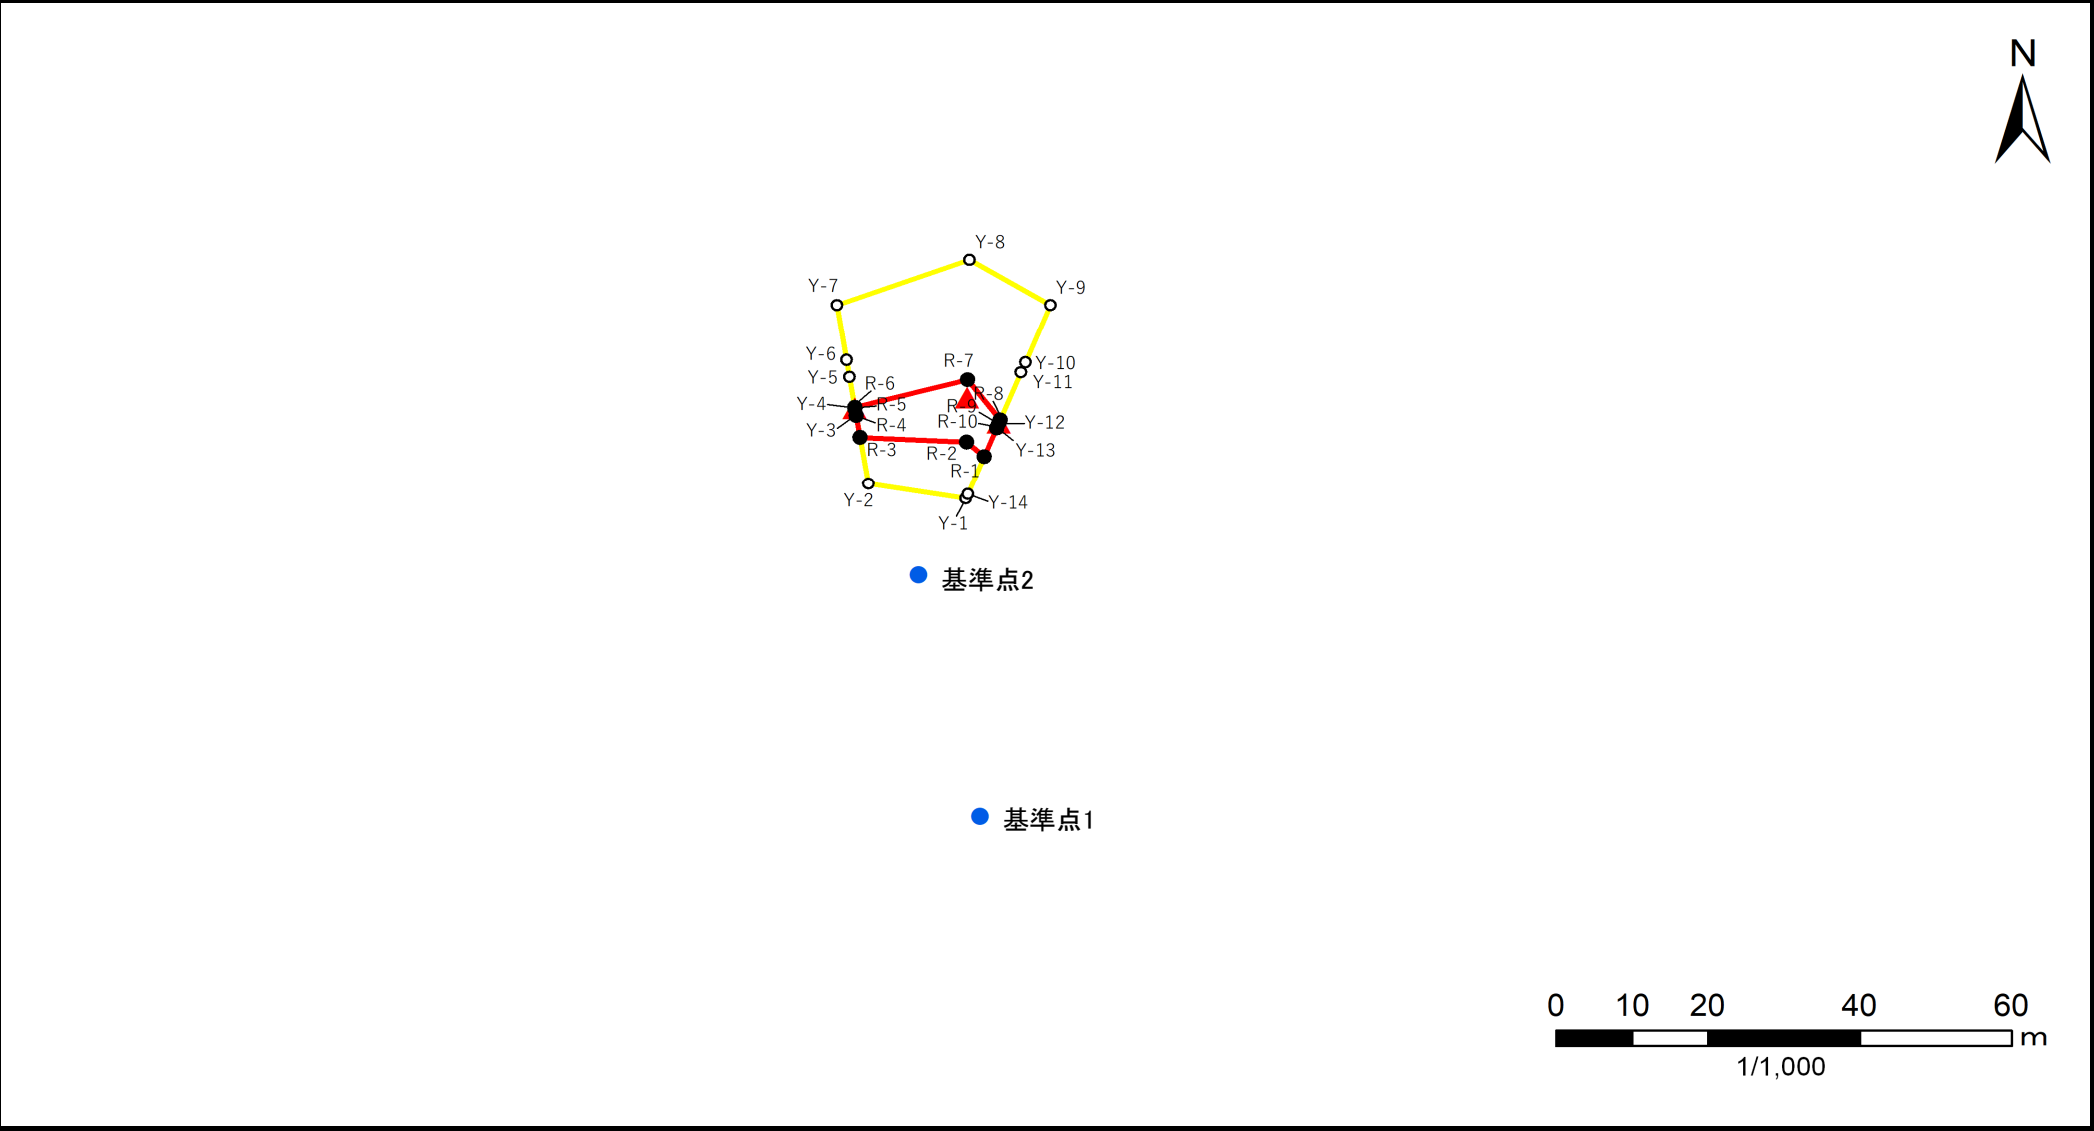 N
Y-8
Y-7
Y-9
Y-6
R-7
Y-10
Y-5
R-6
Y-11
Y-4
R-5
R-8
R-9
Y-3
R-4
R-10
Y-12
R-3
R-2
Y-13
R-1
Y-2
Y-14
Y-1
基準点2
基準点1
0 10 20 40 60
m
1/1,000